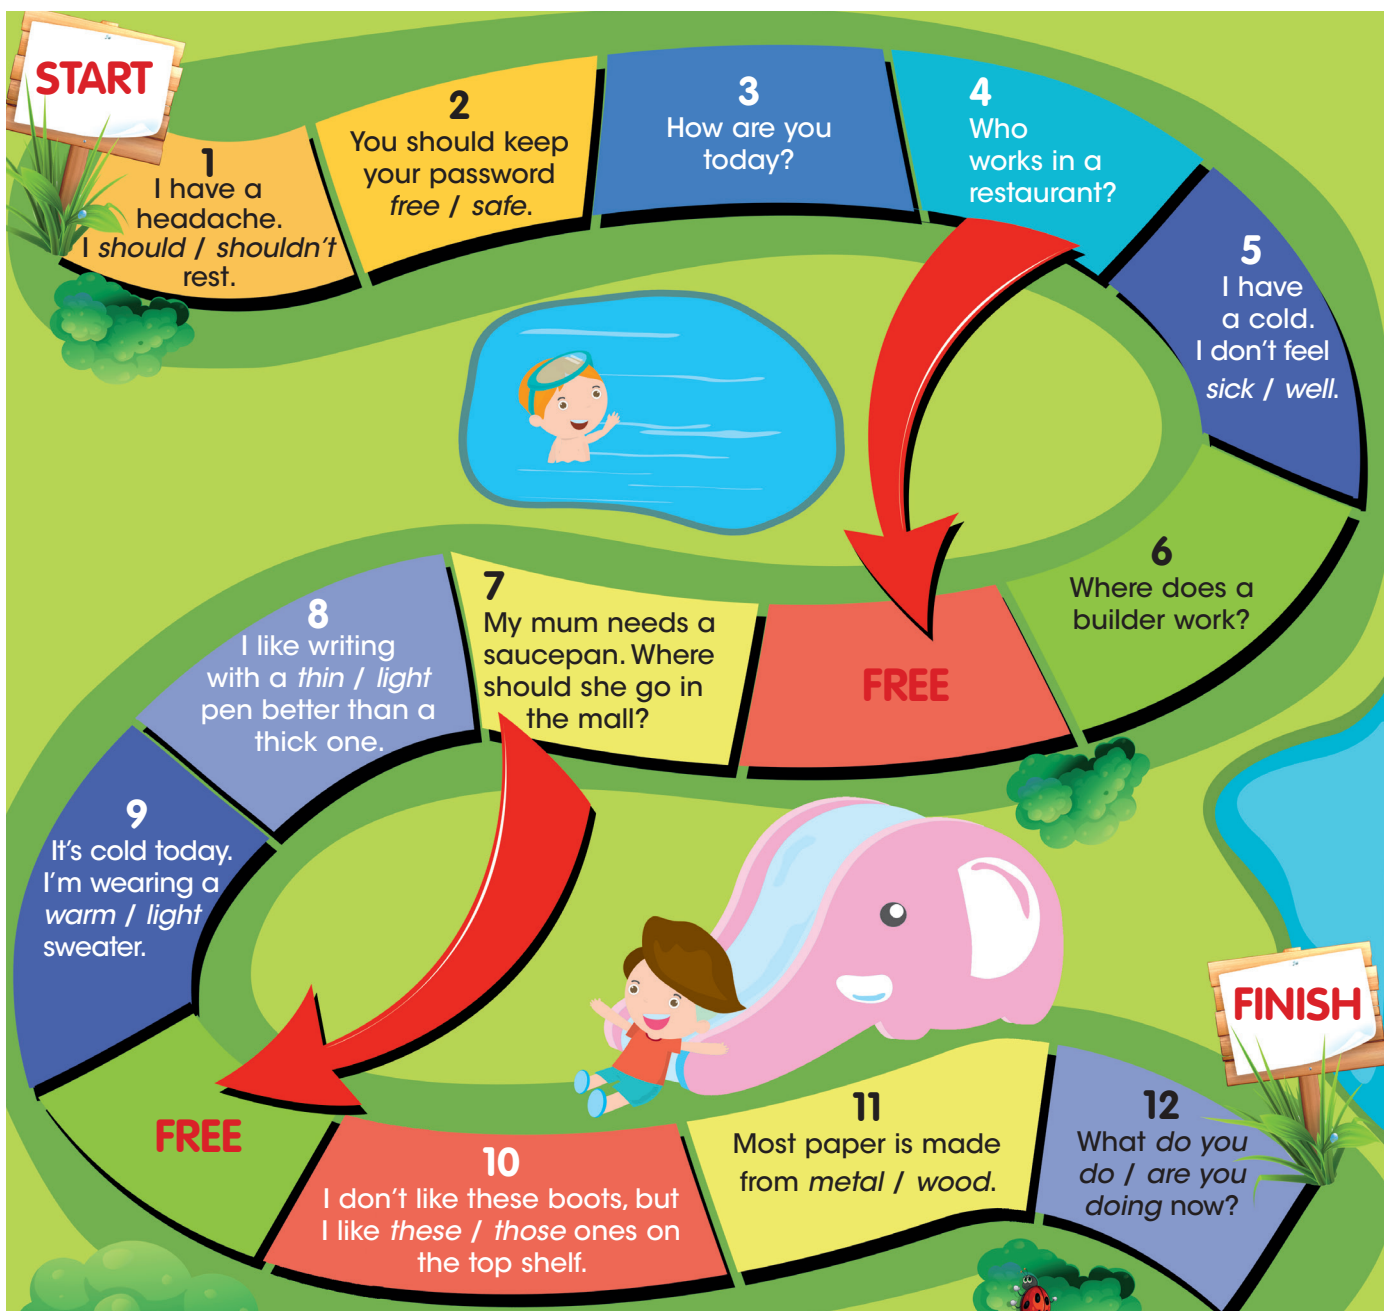 START
1
I have a
headache.
I should / shouldn't
rest.
2
You should keep
your password
free / safe.
3
How are you
today?
4
Who
works in a
restaurant?
5
I have
a cold.
I don't feel
sick / well.
6
Where does a
builder work?
FREE
7
My mum needs a
saucepan. Where
should she go in
the mall?
8
I like writing
with a thin / light
pen better than a
thick one.
9
It's cold today.
I'm wearing a
warm / light
sweater.
FREE
10
I don't like these boots, but
I like these / those ones on
the top shelf.
11
Most paper is made
from metal / wood.
12
What do you
do / are you
doing now?
FINISH